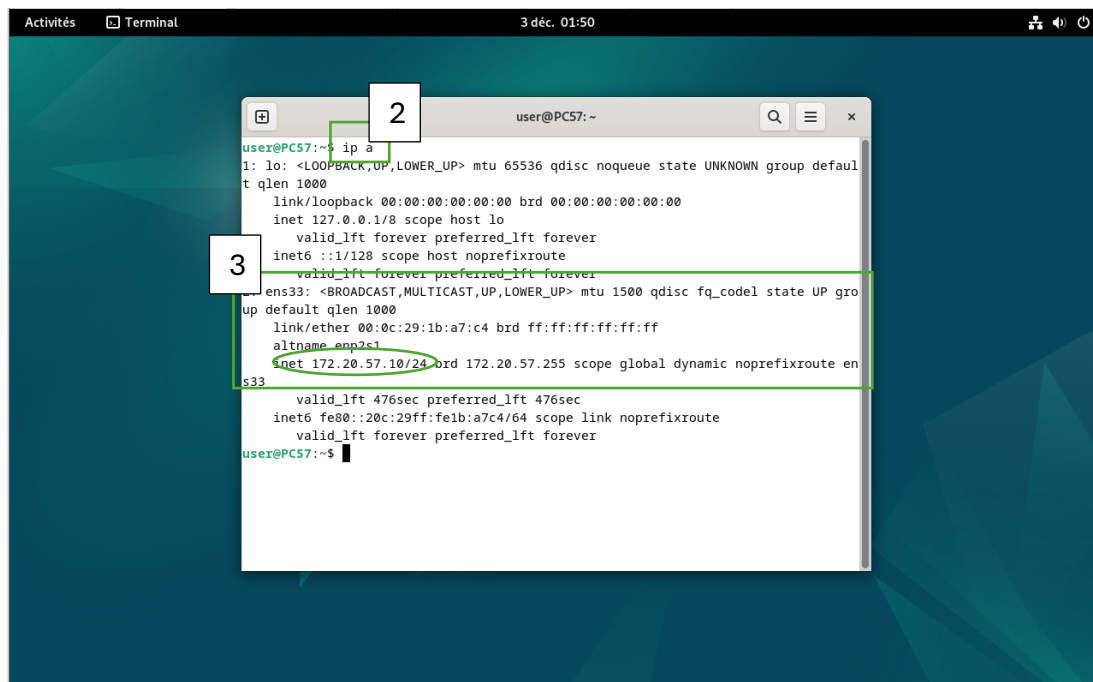 Activités Terminal 3 déc. 01:50
2
user@PC57: ~
user@PC57:~$ ip a
1: lo: <LOOPBACK,UP,LOWER_UP> mtu 65536 qdisc noqueue state UNKNOWN group defaul
t qlen 1000
link/loopback 00:00:00:00:00:00 brd 00:00:00:00:00:00
inet 127.0.0.1/8 scope host lo
valid_lft forever preferred_lft forever
3
inet6 ::1/128 scope host noprefixroute
valid_lft forever preferred_lft forever
2: ens33: <BROADCAST,MULTICAST,UP,LOWER_UP> mtu 1500 qdisc fq_codel state UP gro
up default qlen 1000
link/ether 00:0c:29:1b:a7:c4 brd ff:ff:ff:ff:ff:ff
altname enp2s1
inet 172.20.57.10/24 brd 172.20.57.255 scope global dynamic noprefixroute en
s33
valid_lft 476sec preferred_lft 476sec
inet6 fe80::20c:29ff:fe1b:a7c4/64 scope link noprefixroute
valid_lft forever preferred_lft forever
user@PC57:~$